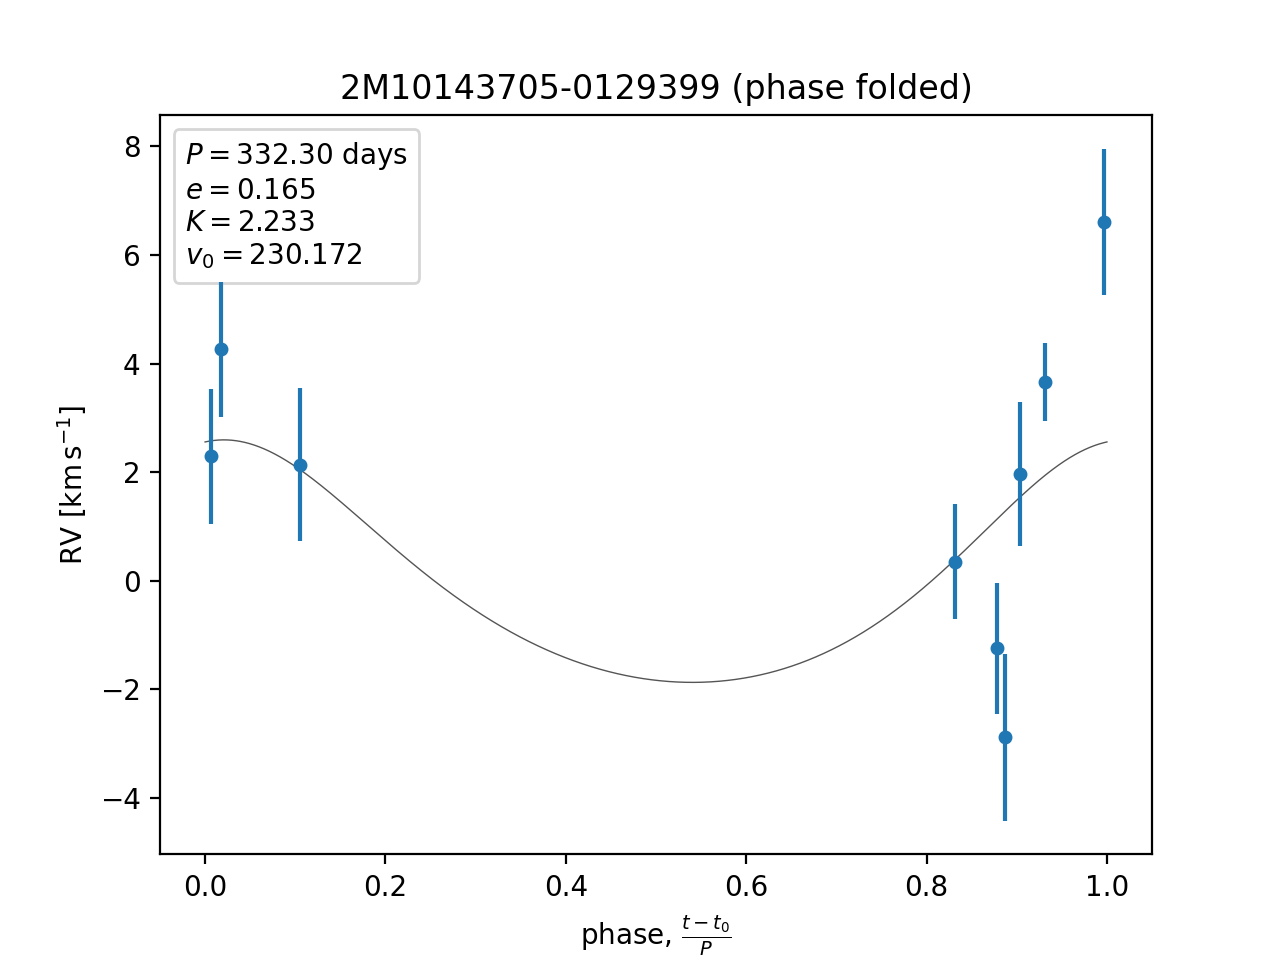 2M10143705-0129399 (phase folded)
P = 332.30 days
e = 0.165
K = 2.233
v₀ = 230.172
8
6
4
2
0
−2
−4
RV [km s⁻¹]
0.0 0.2 0.4 0.6 0.8 1.0
phase, (t − t₀)/P